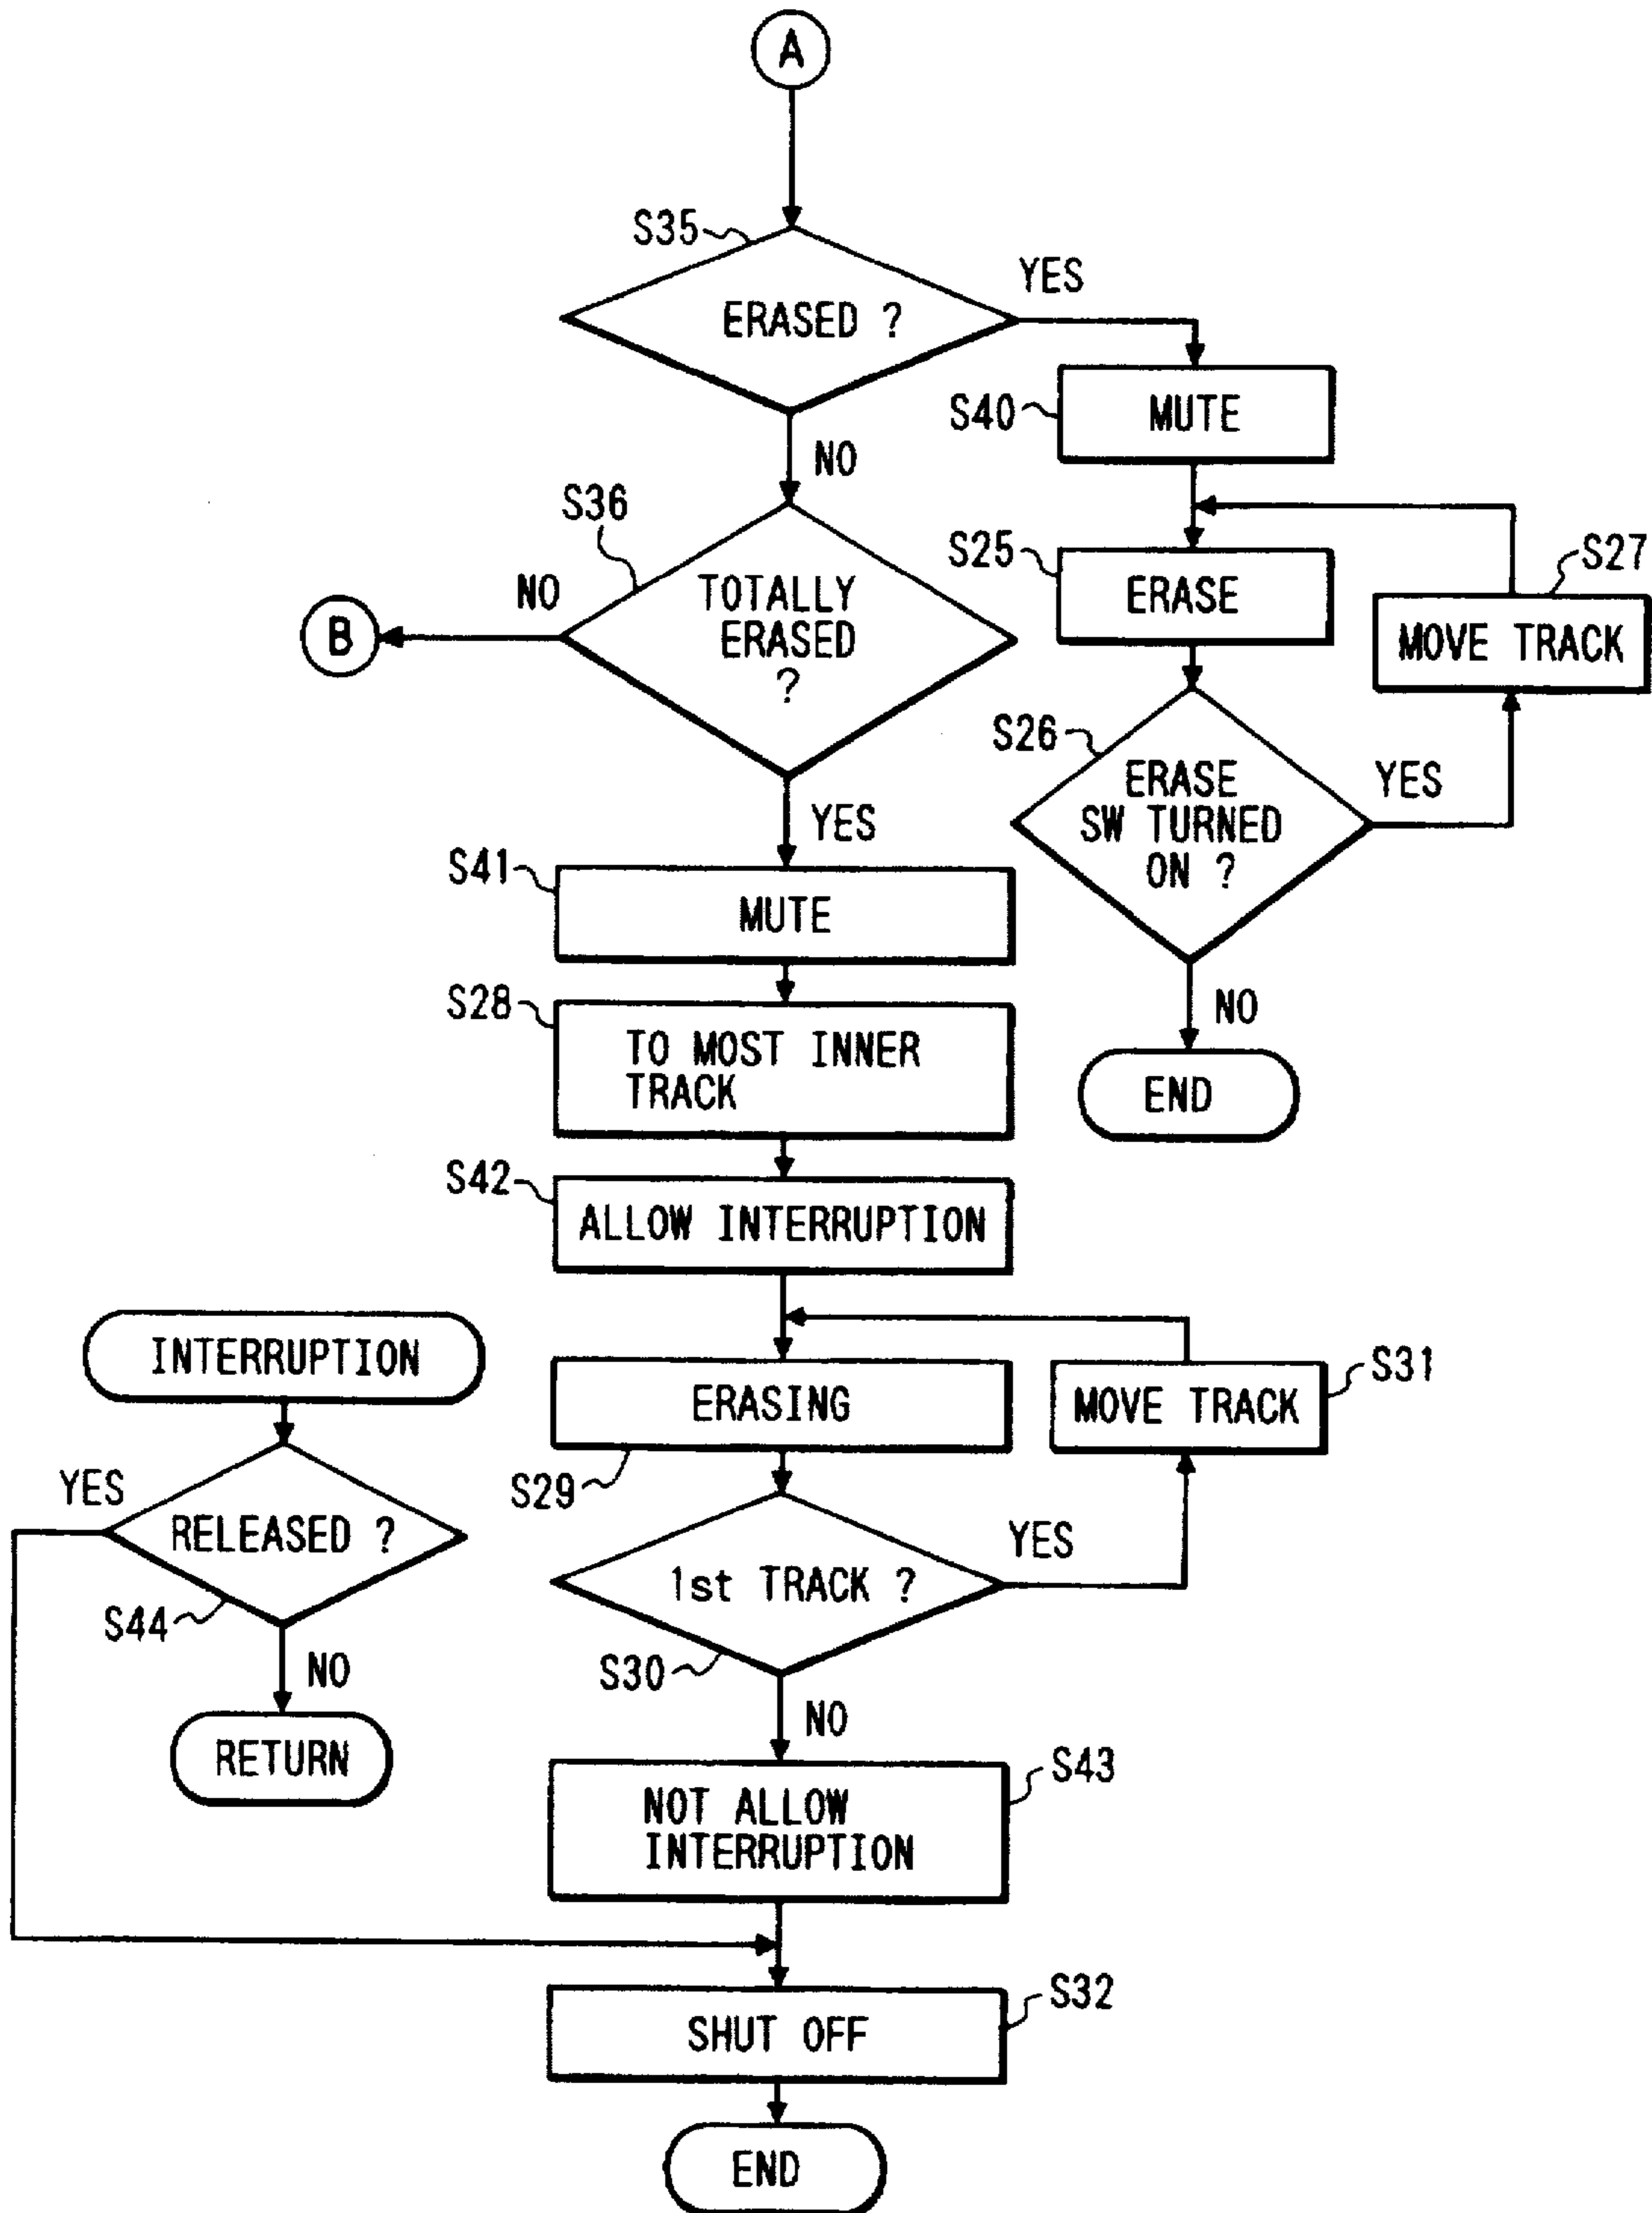 A
S35
ERASED ?
YES
NO
S40
MUTE
S36
TOTALLY
ERASED
?
NO
B
YES
S25
ERASE
S27
MOVE TRACK
S26
ERASE
SW TURNED
ON ?
YES
NO
END
S41
MUTE
S28
TO MOST INNER
TRACK
S42
ALLOW INTERRUPTION
INTERRUPTION
ERASING
S29
MOVE TRACK
S31
YES
RELEASED ?
S44
NO
RETURN
1st TRACK ?
YES
S30
NO
NOT ALLOW
INTERRUPTION
S43
SHUT OFF
S32
END